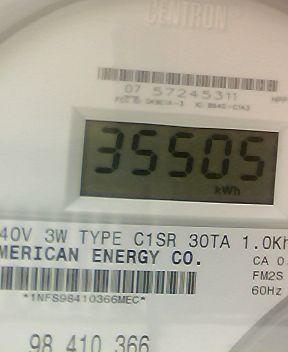 CENTRON®
07 57245311
35505
kWh
40V 3W TYPE C1SR 30TA 1.0Kh
MERICAN ENERGY CO.
CA 0.
FM2S
60Hz
*1NFS98410366MEC*
98 410 366